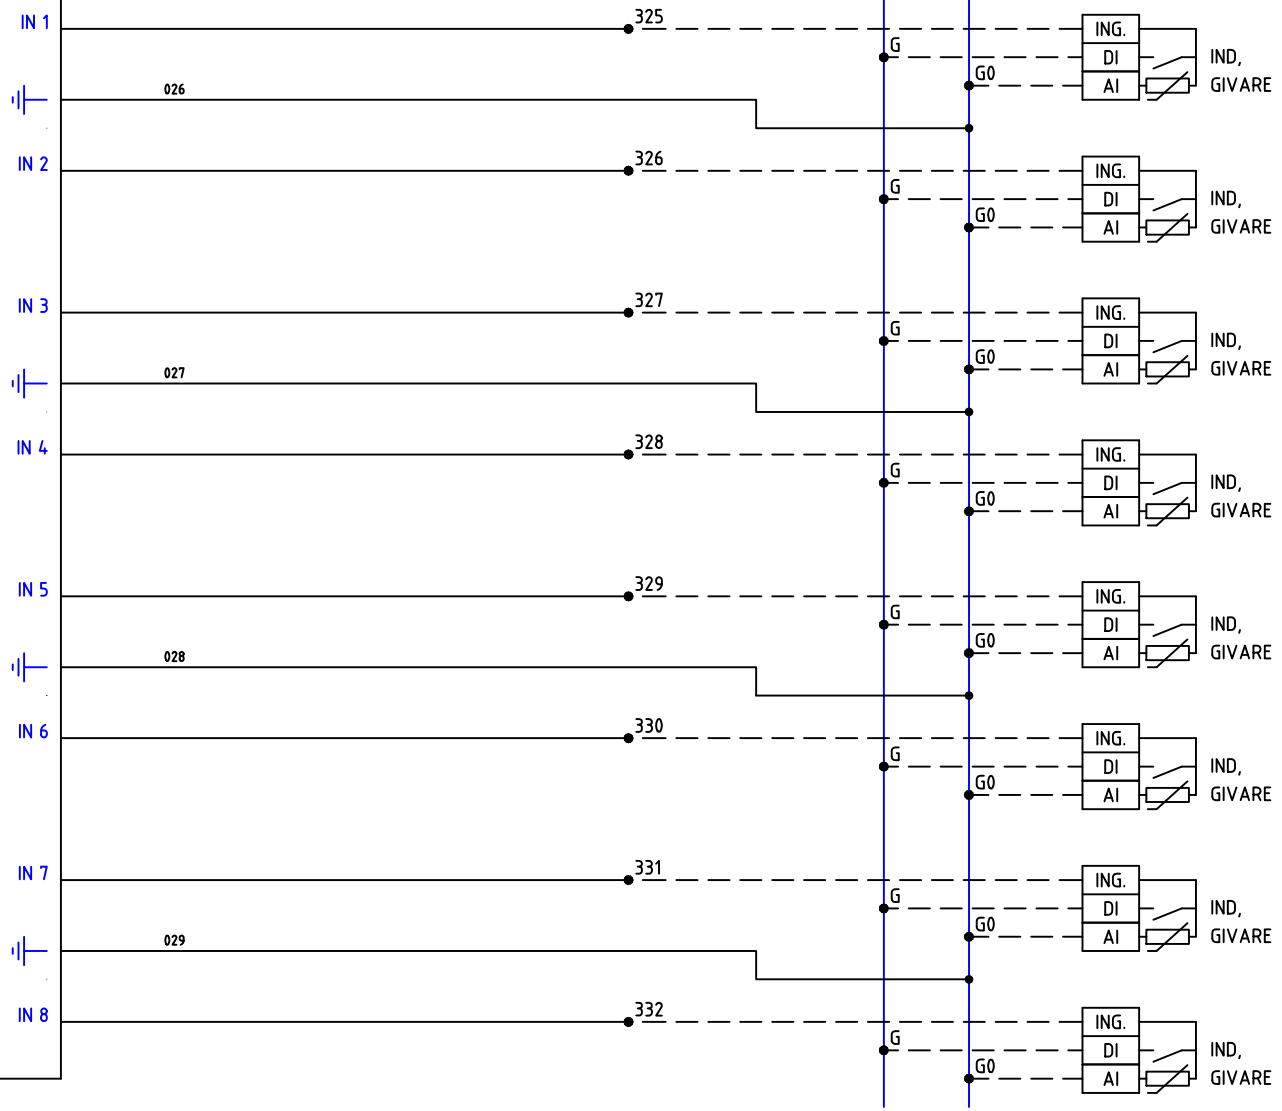 IN 1 325 ING.
G DI IND,
G0 AI GIVARE
026
IN 2 326 ING.
G DI IND,
G0 AI GIVARE
IN 3 327 ING.
G DI IND,
G0 AI GIVARE
027
IN 4 328 ING.
G DI IND,
G0 AI GIVARE
IN 5 329 ING.
G DI IND,
G0 AI GIVARE
028
IN 6 330 ING.
G DI IND,
G0 AI GIVARE
IN 7 331 ING.
G DI IND,
G0 AI GIVARE
029
IN 8 332 ING.
G DI IND,
G0 AI GIVARE